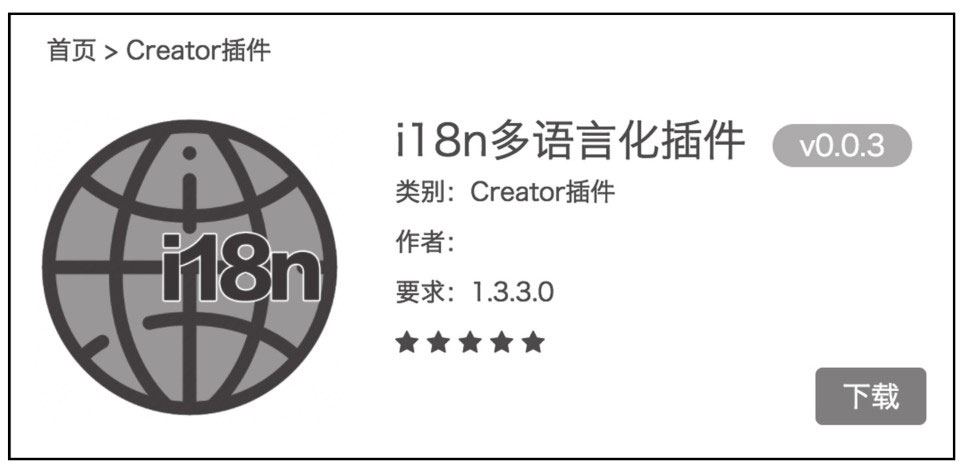 首页 > Creator插件
i18n多语言化插件 v0.0.3
类别：Creator插件
作者：
要求：1.3.3.0
i18n
下载